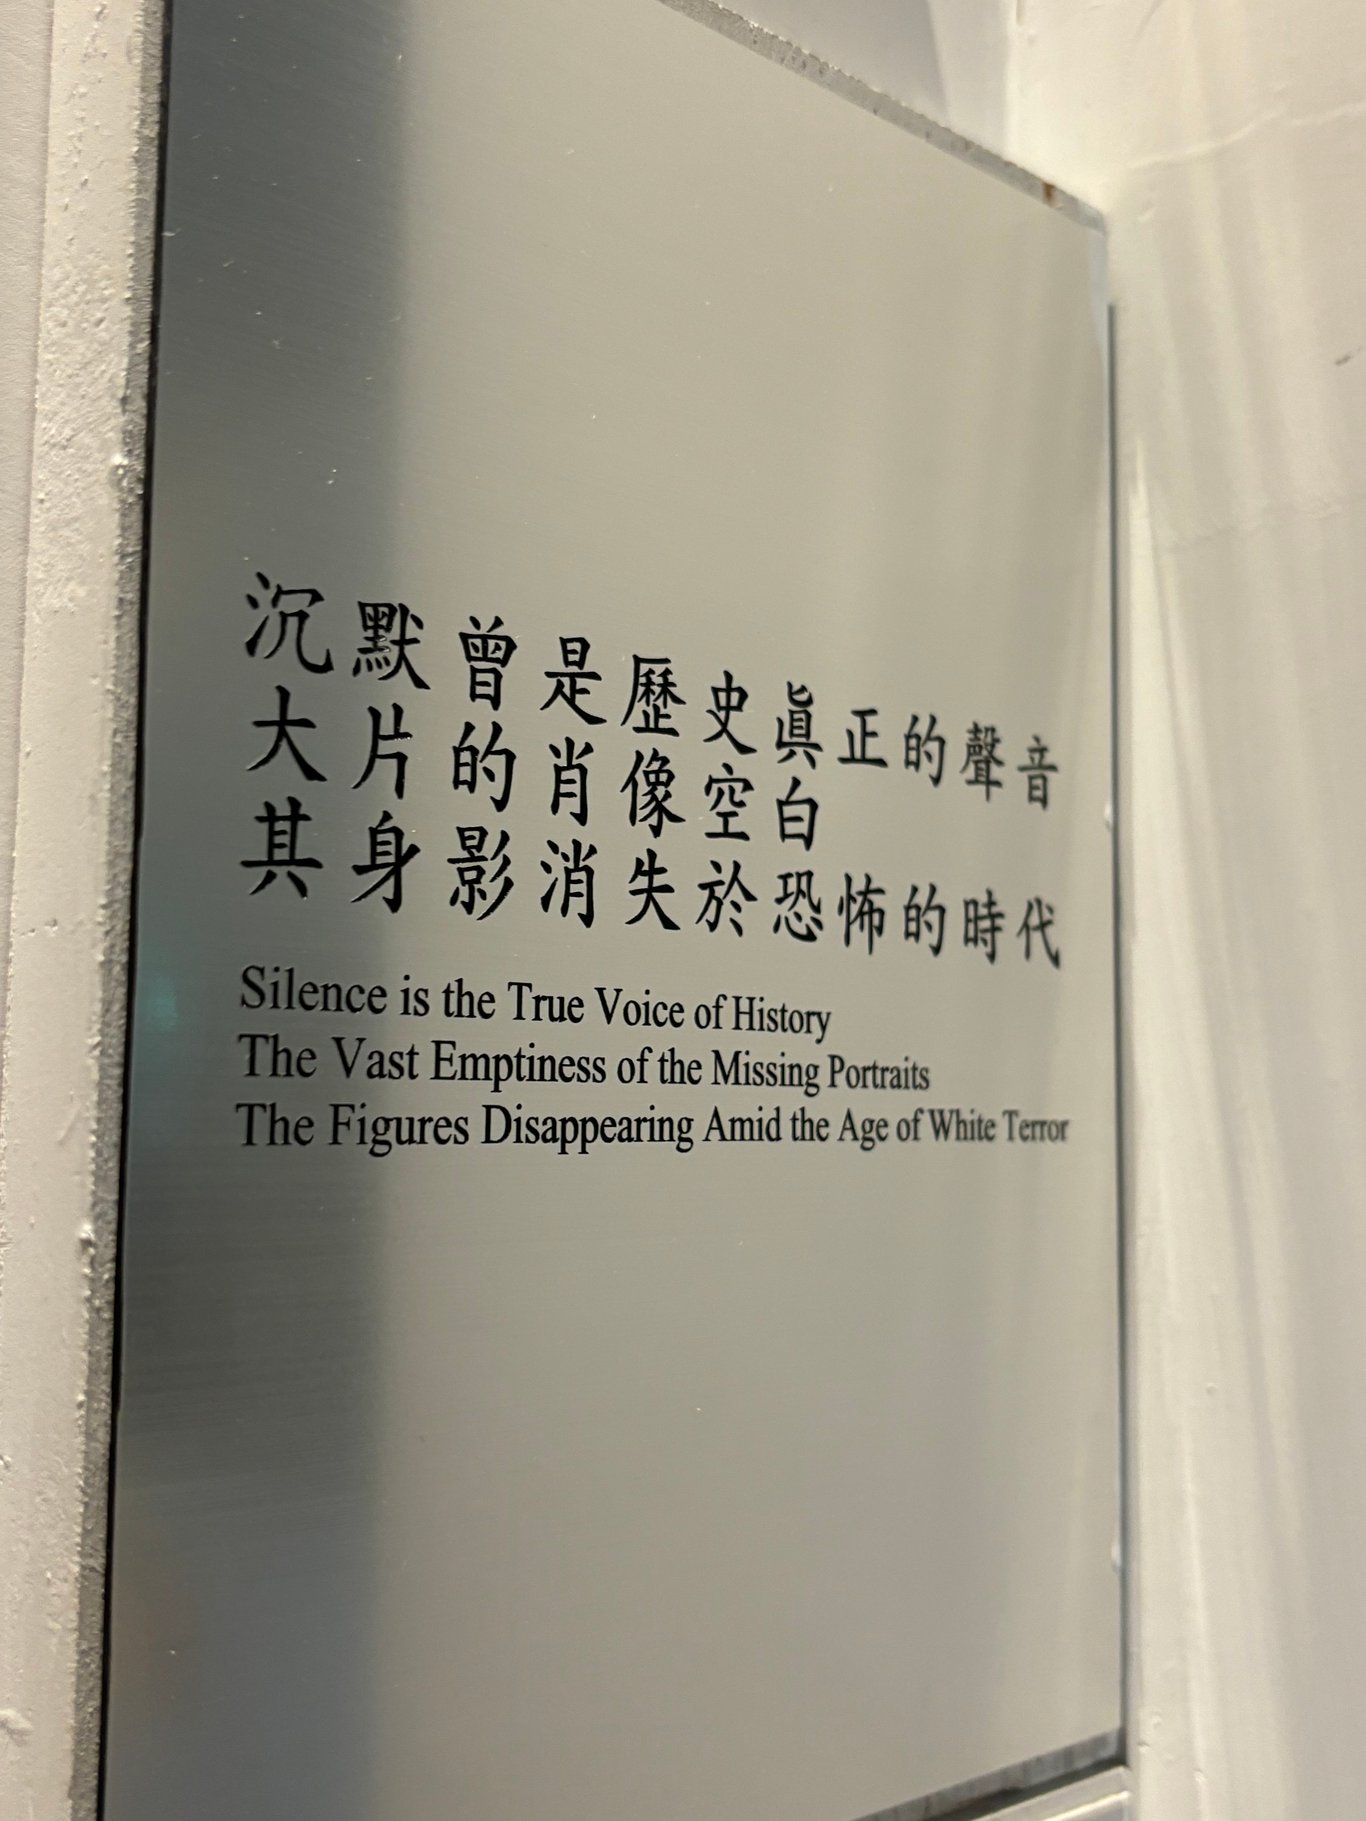 沉默曾是歷史眞正的聲音
大片的肖像空白
其身影消失於恐怖的時代
Silence is the True Voice of History
The Vast Emptiness of the Missing Portraits
The Figures Disappearing Amid the Age of White Terror